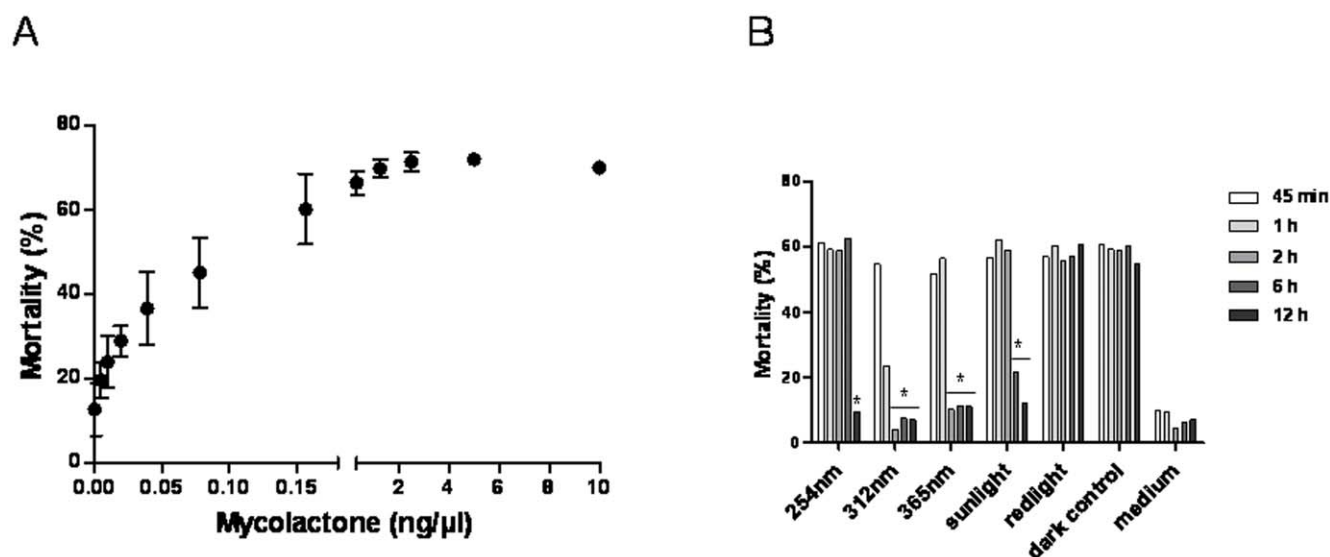 A
Mortality (%)
80
60
40
20
0
0.00 0.05 0.10 0.15 2 4 6 8 10
Mycolactone (ng/μl)
B
Mortality (%)
80
60
40
20
0
* * * *
254nm
312nm
365nm
sunlight
redlight
dark control
medium
45 min
1 h
2 h
6 h
12 h